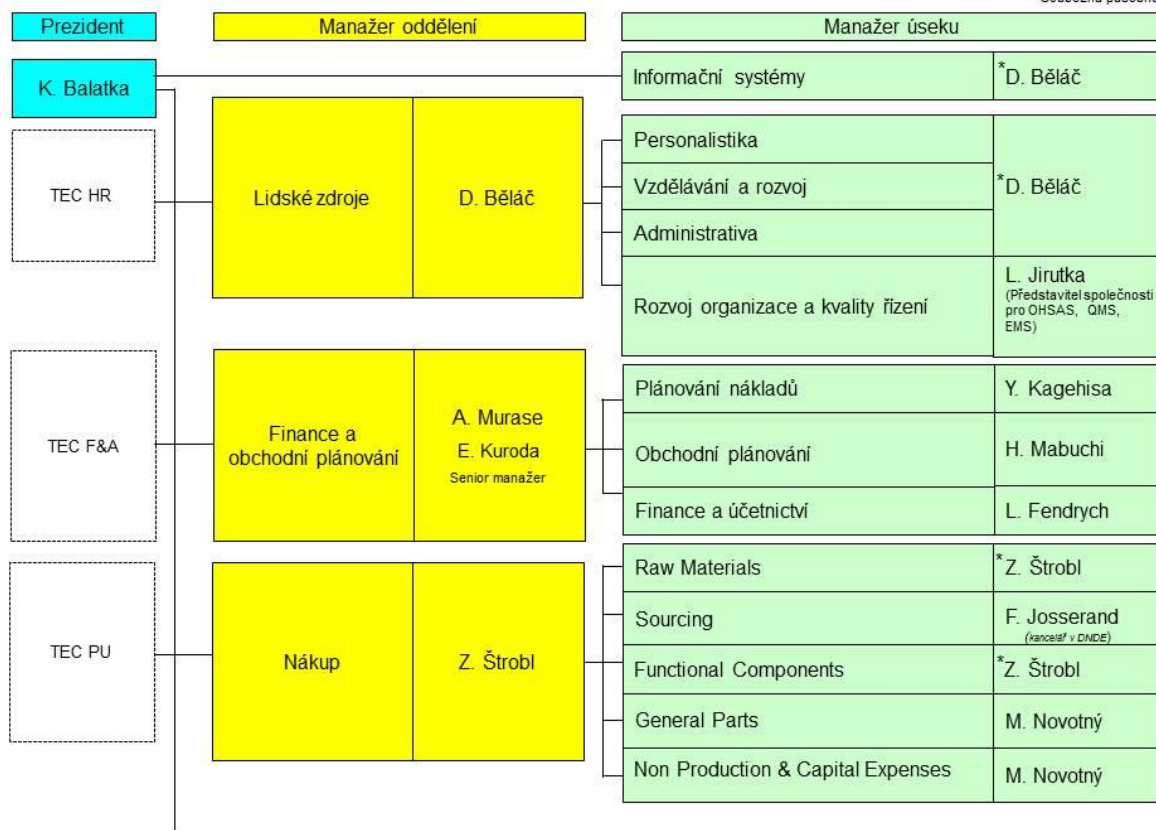 Prezident
Manažer oddělení
Manažer úseku
K. Balatka
Informační systémy
*D. Běláč
TEC HR
Lidské zdroje
D. Běláč
Personalistika
Vzdělávání a rozvoj
Administrativa
*D. Běláč
Rozvoj organizace a kvality řízení
L. Jirutka
(Představitel společnosti
pro OHSAS, QMS,
EMS)
TEC F&A
Finance a
obchodní plánování
A. Murase
E. Kuroda
Senior manažer
Plánování nákladů
Y. Kagehisa
Obchodní plánování
H. Mabuchi
Finance a účetnictví
L. Fendrych
TEC PU
Nákup
Z. Štrobl
Raw Materials
*Z. Štrobl
Sourcing
F. Josserand
(kancelář v DNDE)
Functional Components
*Z. Štrobl
General Parts
M. Novotný
Non Production & Capital Expenses
M. Novotný